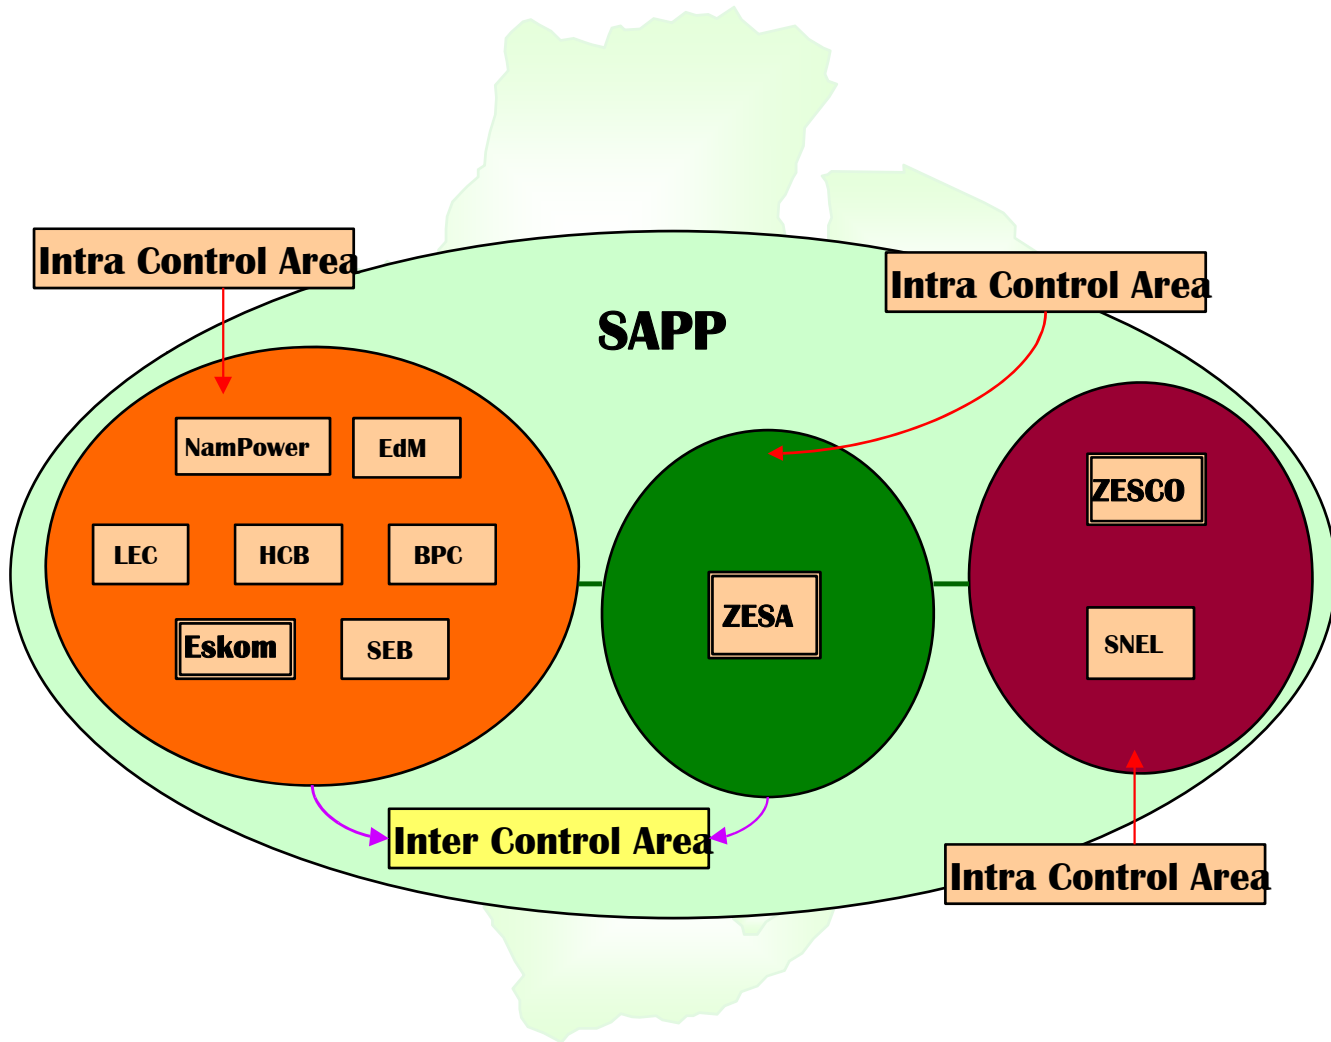 Intra Control Area
Intra Control Area
SAPP
NamPower
EdM
ZESCO
LEC
HCB
BPC
ZESA
Eskom
SEB
SNEL
Inter Control Area
Intra Control Area